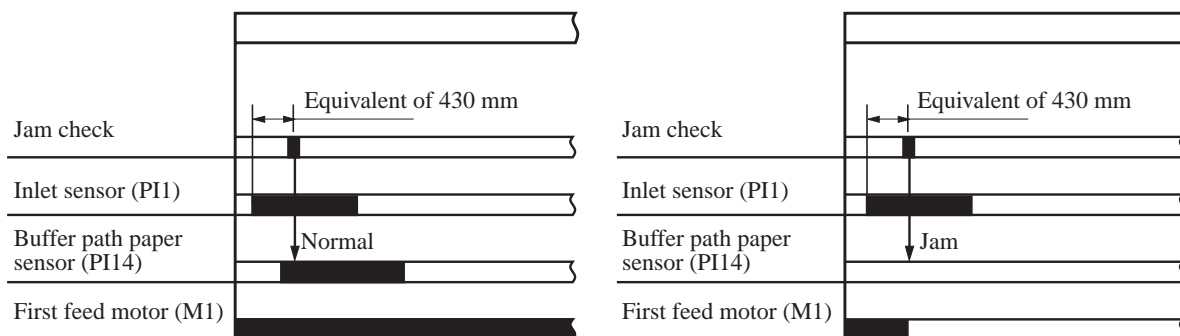 Equivalent of 430 mm
Jam check
Inlet sensor (PI1)
Normal
Buffer path paper
sensor (PI14)
First feed motor (M1)
Equivalent of 430 mm
Jam check
Inlet sensor (PI1)
Jam
Buffer path paper
sensor (PI14)
First feed motor (M1)